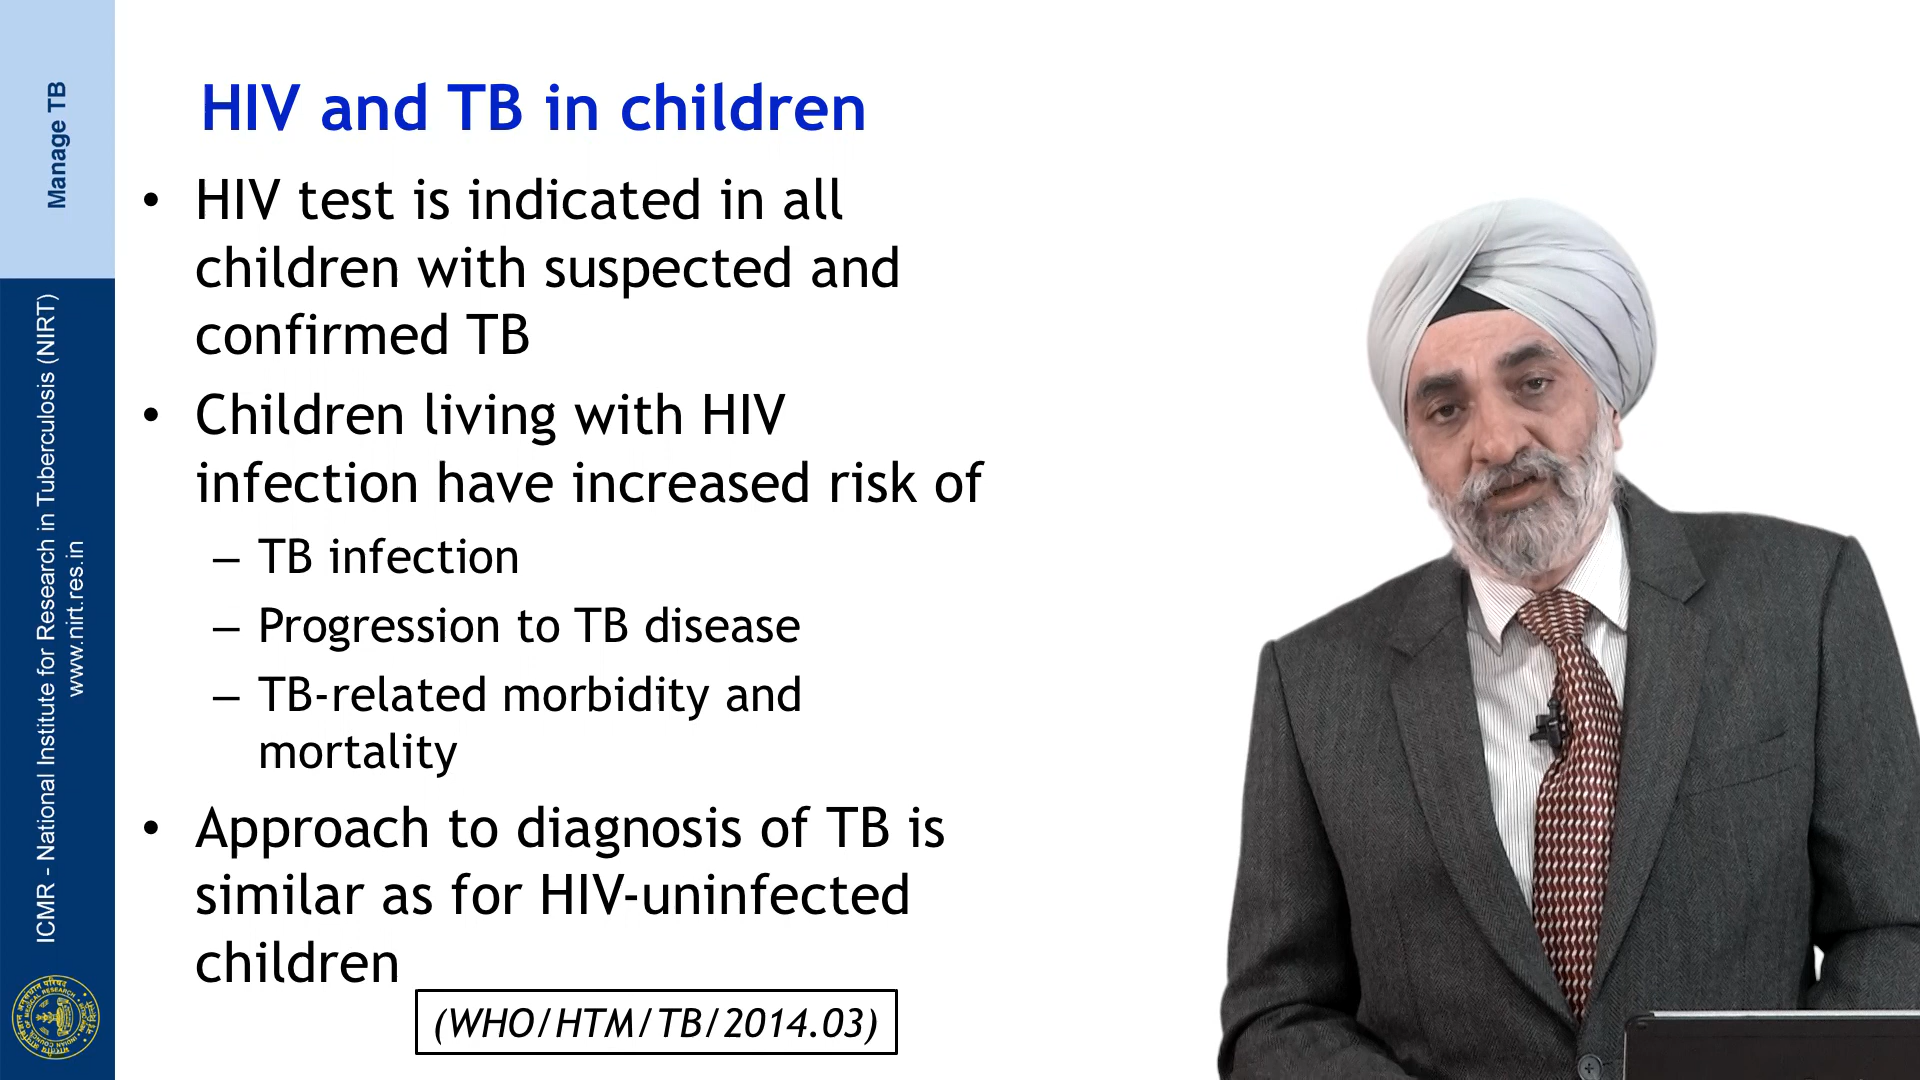 HIV and TB in children
• HIV test is indicated in all
children with suspected and
confirmed TB
• Children living with HIV
infection have increased risk of
– TB infection
– Progression to TB disease
– TB-related morbidity and
mortality
• Approach to diagnosis of TB is
similar as for HIV-uninfected
children
(WHO/HTM/TB/2014.03)
Manage TB
ICMR - National Institute for Research in Tuberculosis (NIRT)
www.nirt.res.in